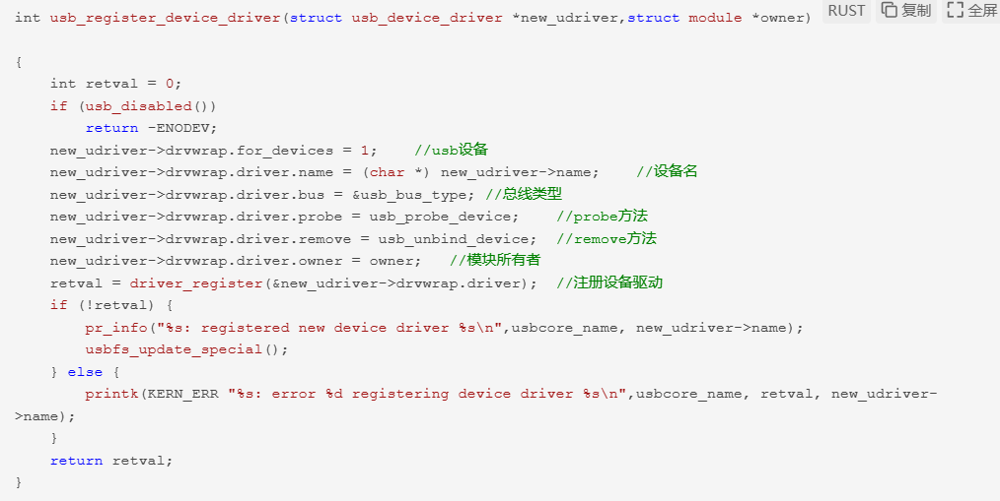 int usb_register_device_driver(struct usb_device_driver *new_udriver,struct module *owner)
RUST 复制 全屏
{
    int retval = 0;
    if (usb_disabled())
        return -ENODEV;
    new_udriver->drvwrap.for_devices = 1;    //usb设备
    new_udriver->drvwrap.driver.name = (char *) new_udriver->name;    //设备名
    new_udriver->drvwrap.driver.bus = &usb_bus_type; //总线类型
    new_udriver->drvwrap.driver.probe = usb_probe_device;    //probe方法
    new_udriver->drvwrap.driver.remove = usb_unbind_device;  //remove方法
    new_udriver->drvwrap.driver.owner = owner;   //模块所有者
    retval = driver_register(&new_udriver->drvwrap.driver);  //注册设备驱动
    if (!retval) {
        pr_info("%s: registered new device driver %s\n",usbcore_name, new_udriver->name);
        usbfs_update_special();
    } else {
        printk(KERN_ERR "%s: error %d registering device driver %s\n",usbcore_name, retval, new_udriver-
>name);
    }
    return retval;
}